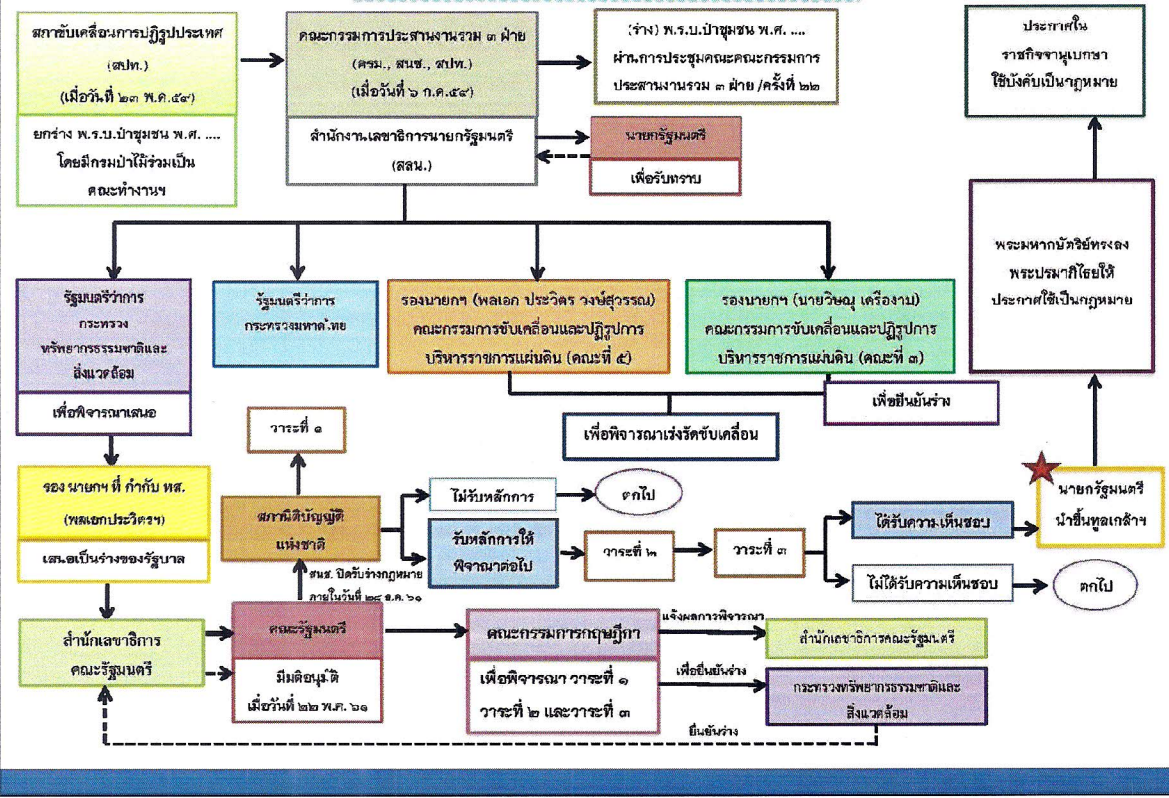 สภาขับเคลื่อนการปฏิรูปประเทศ
(สปท.)
(เมื่อวันที่ ๒๓ พ.ค.๕๙)
ยกร่าง พ.ร.บ.ป่าชุมชน พ.ศ. ....
โดยมีกรมป่าไม้ร่วมเป็น
คณะทำงานฯ
คณะกรรมการประสานงานรวม ๓ ฝ่าย
(ครม., สนช., สปท.)
(เมื่อวันที่ ๖ ก.ค.๕๙)
สำนักงานเลขาธิการนายกรัฐมนตรี
(สลน.)
(ร่าง) พ.ร.บ.ป่าชุมชน พ.ศ. ....
ผ่านการประชุมคณะคณะกรรมการ
ประสานงานรวม ๓ ฝ่าย /ครั้งที่ ๒๒
นายกรัฐมนตรี
เพื่อรับทราบ
ประกาศใน
ราชกิจจานุเบกษา
ใช้บังคับเป็นกฎหมาย
พระมหากษัตริย์ทรงลง
พระปรมาภิไธยให้
ประกาศใช้เป็นกฎหมาย
รัฐมนตรีว่าการ
กระทรวง
ทรัพยากรธรรมชาติและ
สิ่งแวดล้อม
เพื่อพิจารณาเสนอ
รัฐมนตรีว่าการ
กระทรวงมหาดไทย
รองนายกฯ (พลเอก ประวิตร วงษ์สุวรรณ)
คณะกรรมการขับเคลื่อนและปฏิรูปการ
บริหารราชการแผ่นดิน (คณะที่ ๕)
รองนายกฯ (นายวิษณุ เครืองาม)
คณะกรรมการขับเคลื่อนและปฏิรูปการ
บริหารราชการแผ่นดิน (คณะที่ ๓)
เพื่อยืนยันร่าง
เพื่อพิจารณาเร่งรัดขับเคลื่อน
วาระที่ ๑
รอง นายกฯ ที่ กำกับ ทส.
(พลเอกประวิตรฯ)
เสนอเป็นร่างของรัฐบาล
สภานิติบัญญัติ
แห่งชาติ
ไม่รับหลักการ
ตกไป
รับหลักการให้
พิจาณาต่อไป
วาระที่ ๒
วาระที่ ๓
ได้รับความเห็นชอบ
ไม่ได้รับความเห็นชอบ
ตกไป
นายกรัฐมนตรี
นำขึ้นทูลเกล้าฯ
สนช. ปิดรับร่างกฎหมาย
ภายในวันที่ ๒๘ ธ.ค. ๖๑
สำนักเลขาธิการ
คณะรัฐมนตรี
คณะรัฐมนตรี
มีมติอนุมัติ
เมื่อวันที่ ๒๒ พ.ค. ๖๑
คณะกรรมการกฤษฎีกา
เพื่อพิจารณา วาระที่ ๑
วาระที่ ๒ และวาระที่ ๓
แจ้งผลการพิจารณา
สำนักเลขาธิการคณะรัฐมนตรี
เพื่อยืนยันร่าง
กระทรวงทรัพยากรธรรมชาติและ
สิ่งแวดล้อม
ยืนยันร่าง